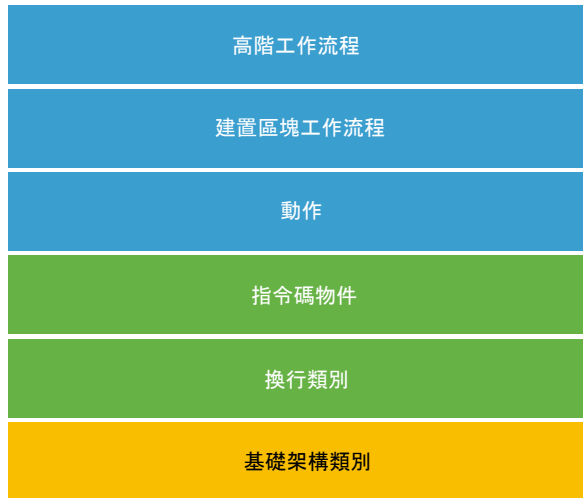 高階工作流程
建置區塊工作流程
動作
指令碼物件
換行類別
基礎架構類別